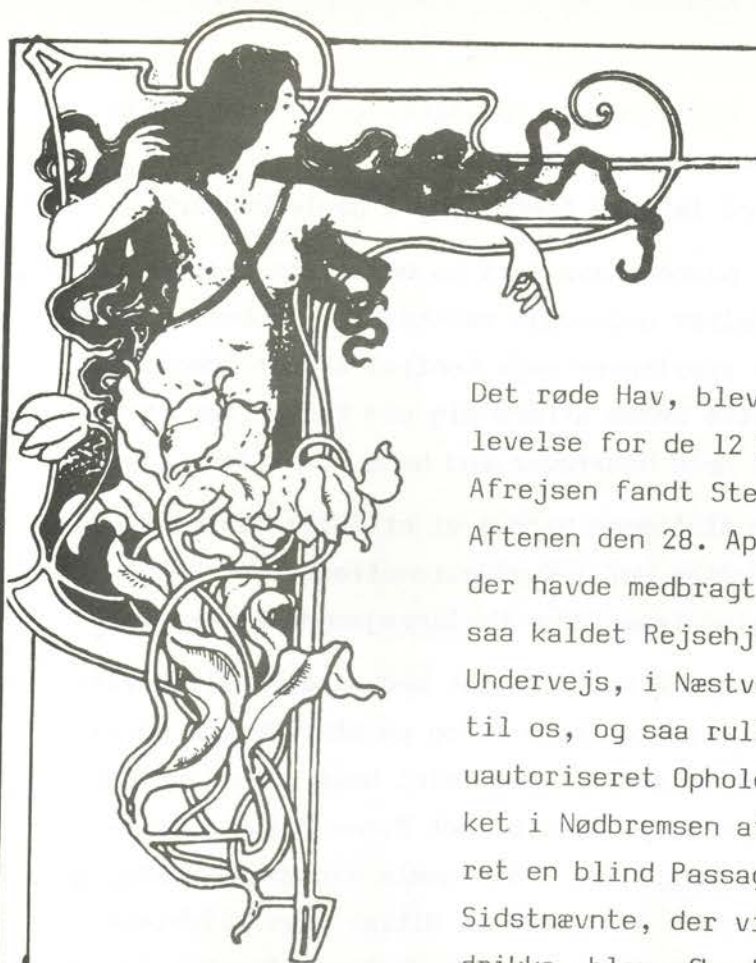 Det røde Hav, blev
levelse for de 12
Afrejsen fandt Ste
Aftenen den 28. Ap
der havde medbragt
saa kaldet Rejsehj
Undervejs, i Næstv
til os, og saa rul
uautoriseret Ophol
ket i Nødbremsen af
ret en blind Passag
Sidstnævnte, der vi